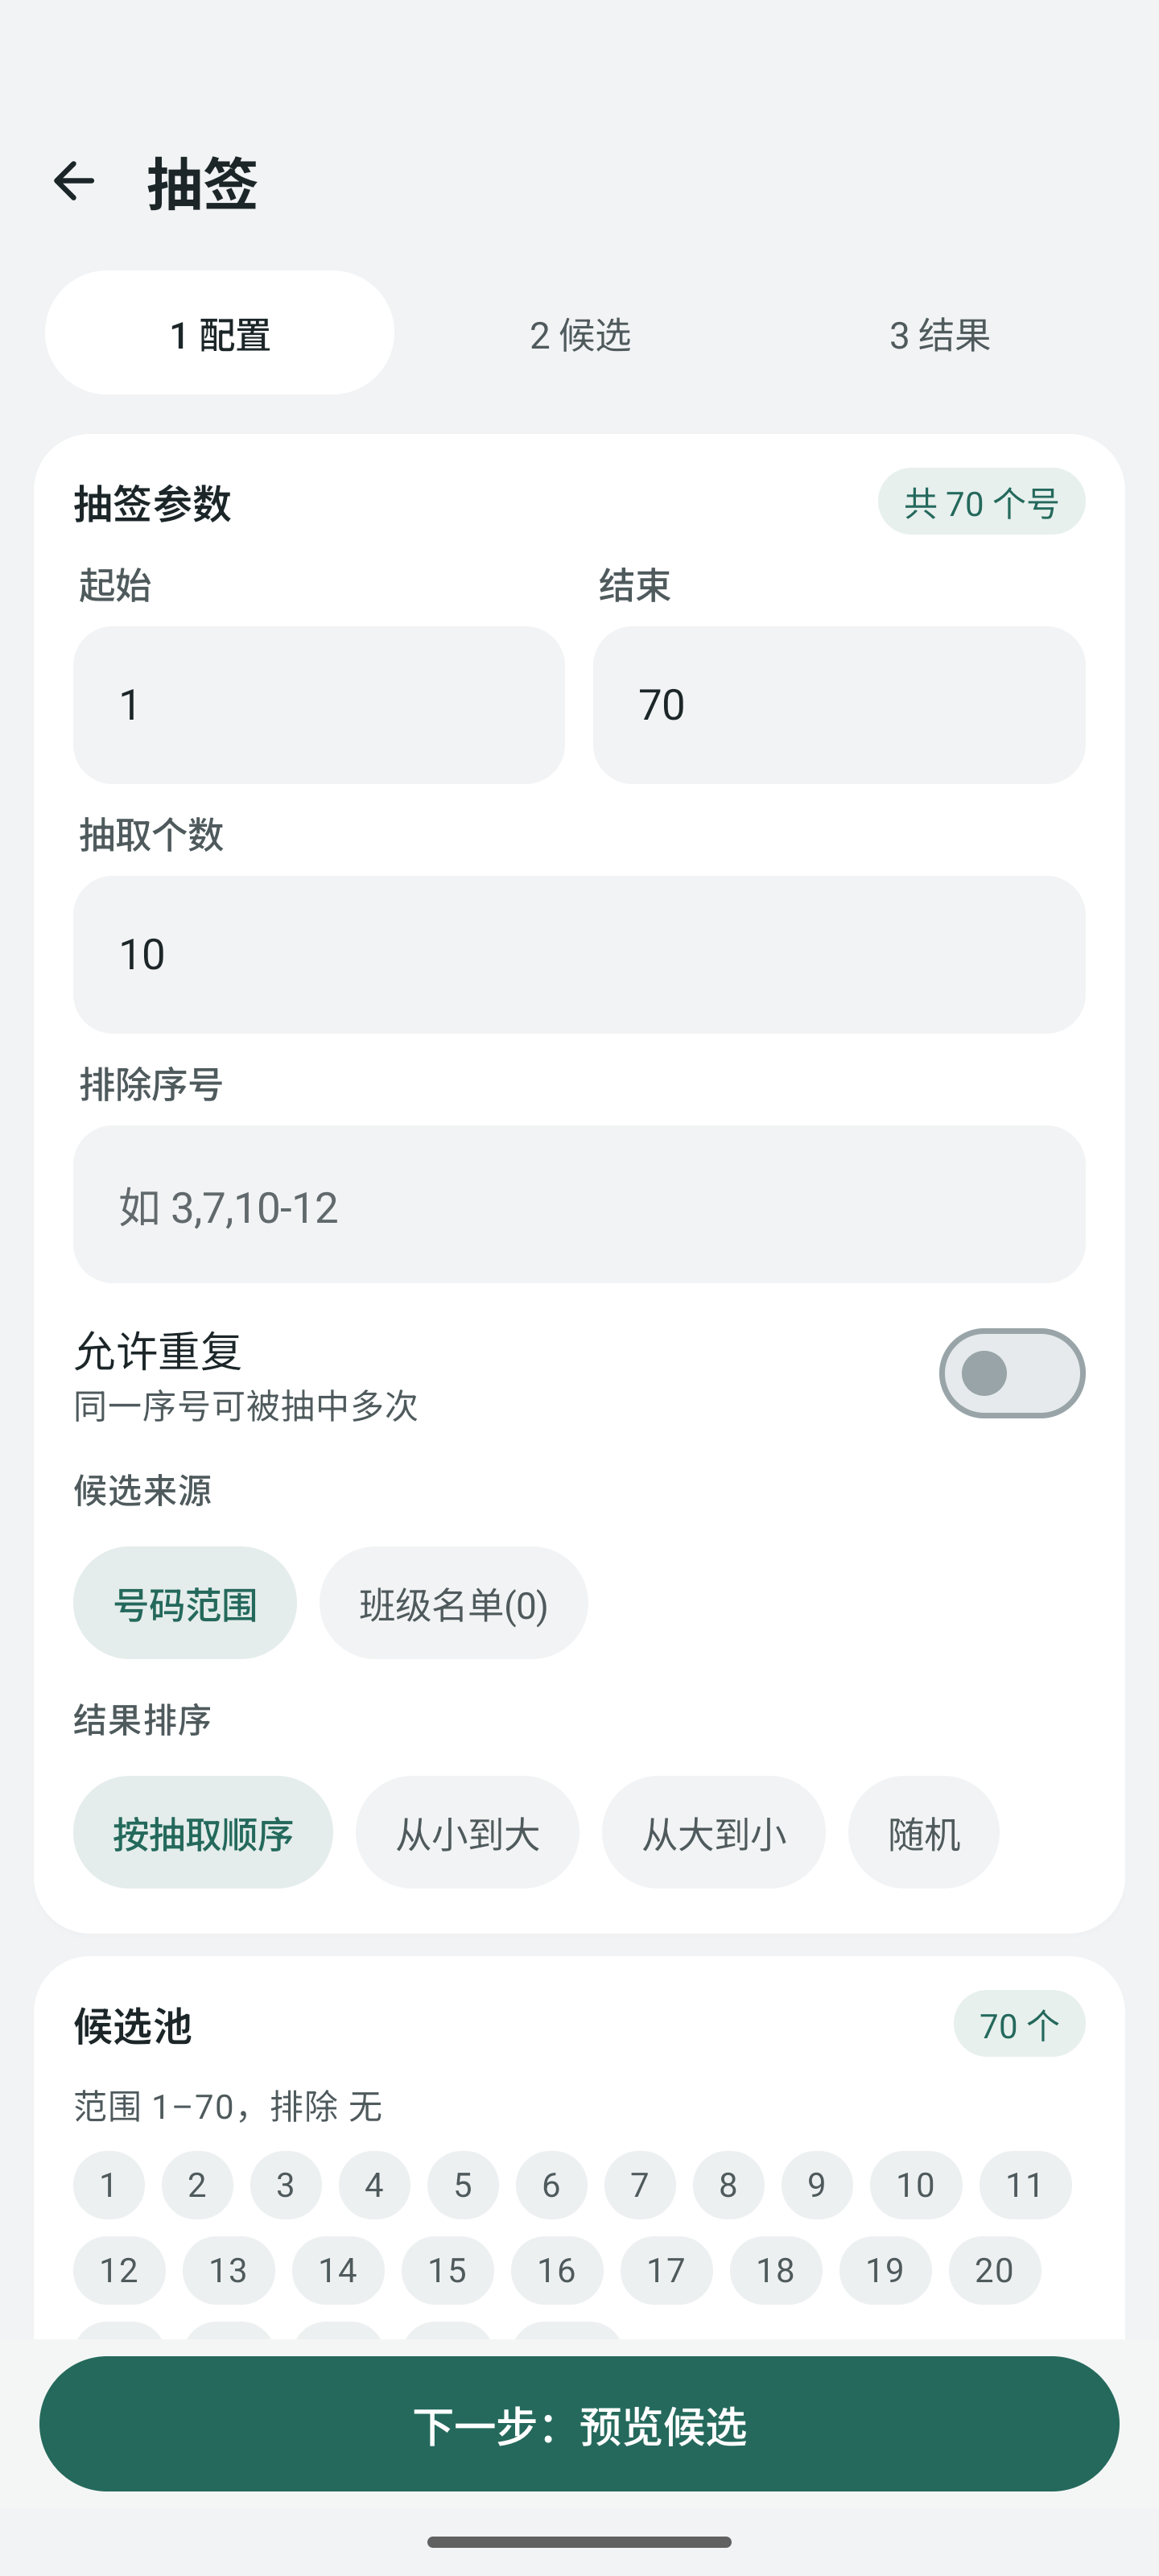 抽签
1 配置 2 候选 3 结果
抽签参数 共 70 个号
起始 结束
1 70
抽取个数
10
排除序号
如 3,7,10-12
允许重复
同一序号可被抽中多次
候选来源
号码范围 班级名单(0)
结果排序
按抽取顺序 从小到大 从大到小 随机
候选池 70 个
范围 1–70，排除 无
1 2 3 4 5 6 7 8 9 10 11
12 13 14 15 16 17 18 19 20
下一步：预览候选